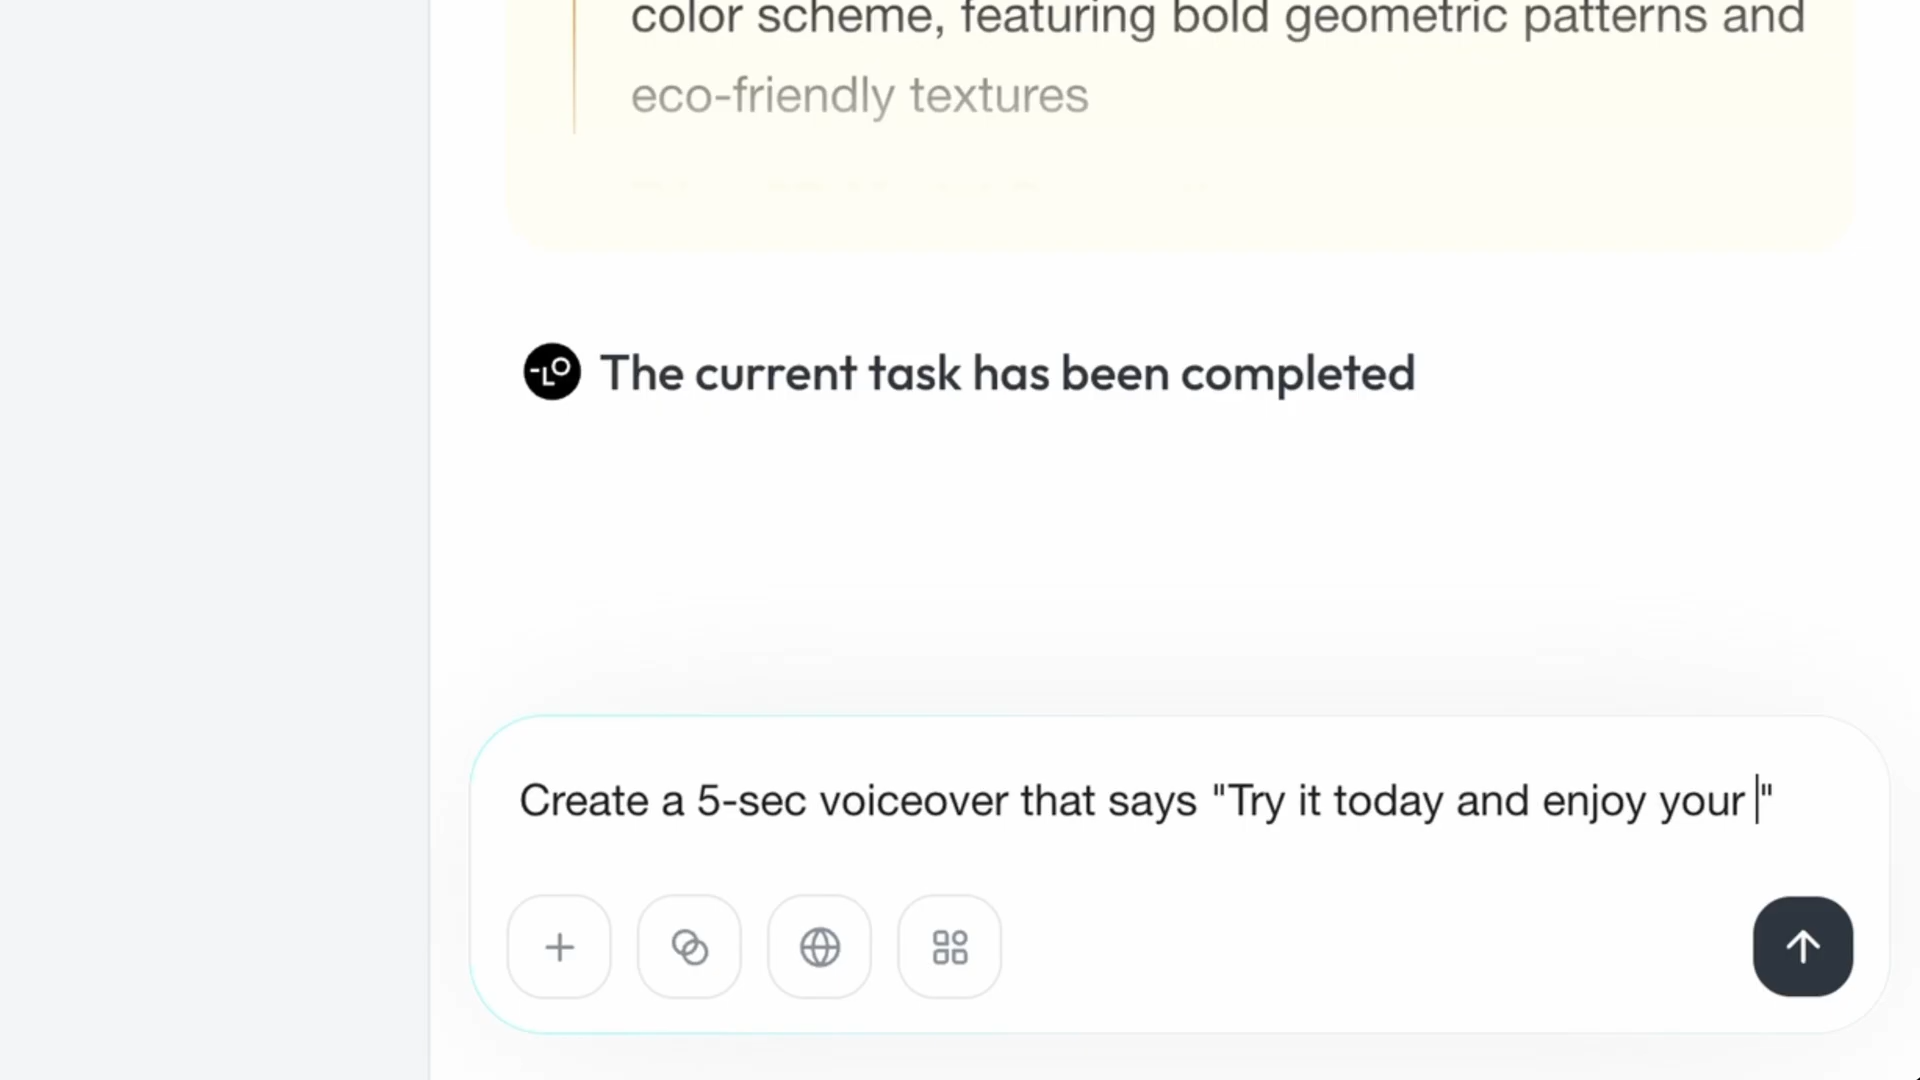 color scheme, featuring bold geometric patterns and
eco-friendly textures
-LO The current task has been completed
Create a 5-sec voiceover that says "Try it today and enjoy your "